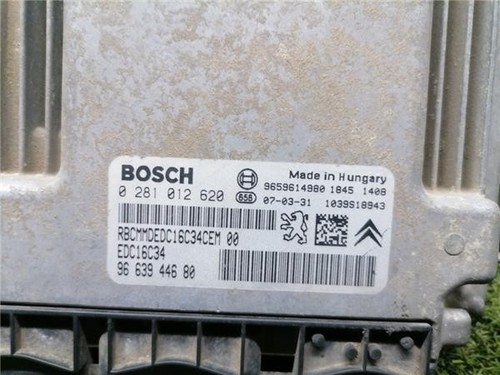 BOSCH
Made in Hungary
0 281 012 620
9659614980 1845 1408
658
07-03-31
1039S18943
RBCMMDEDC16C34CEM 00
EDC16C34
96 639 446 80